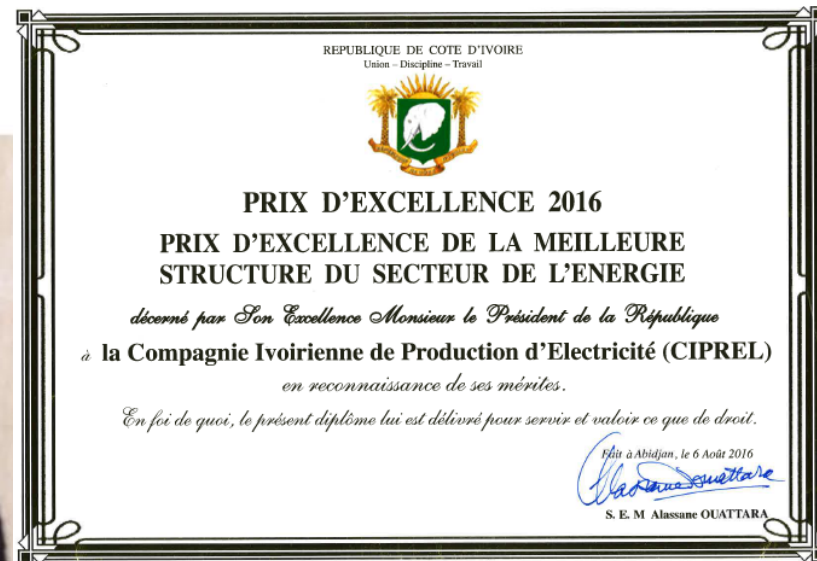 REPUBLIQUE DE COTE D'IVOIRE
Union – Discipline – Travail
PRIX D'EXCELLENCE 2016
PRIX D'EXCELLENCE DE LA MEILLEURE
STRUCTURE DU SECTEUR DE L'ENERGIE
décerné par Son Excellence Monsieur le Président de la République
à la Compagnie Ivoirienne de Production d'Electricité (CIPREL)
en reconnaissance de ses mérites.
En foi de quoi, le présent diplôme lui est délivré pour servir et valoir ce que de droit.
Fait à Abidjan, le 6 Août 2016
S. E. M Alassane OUATTARA